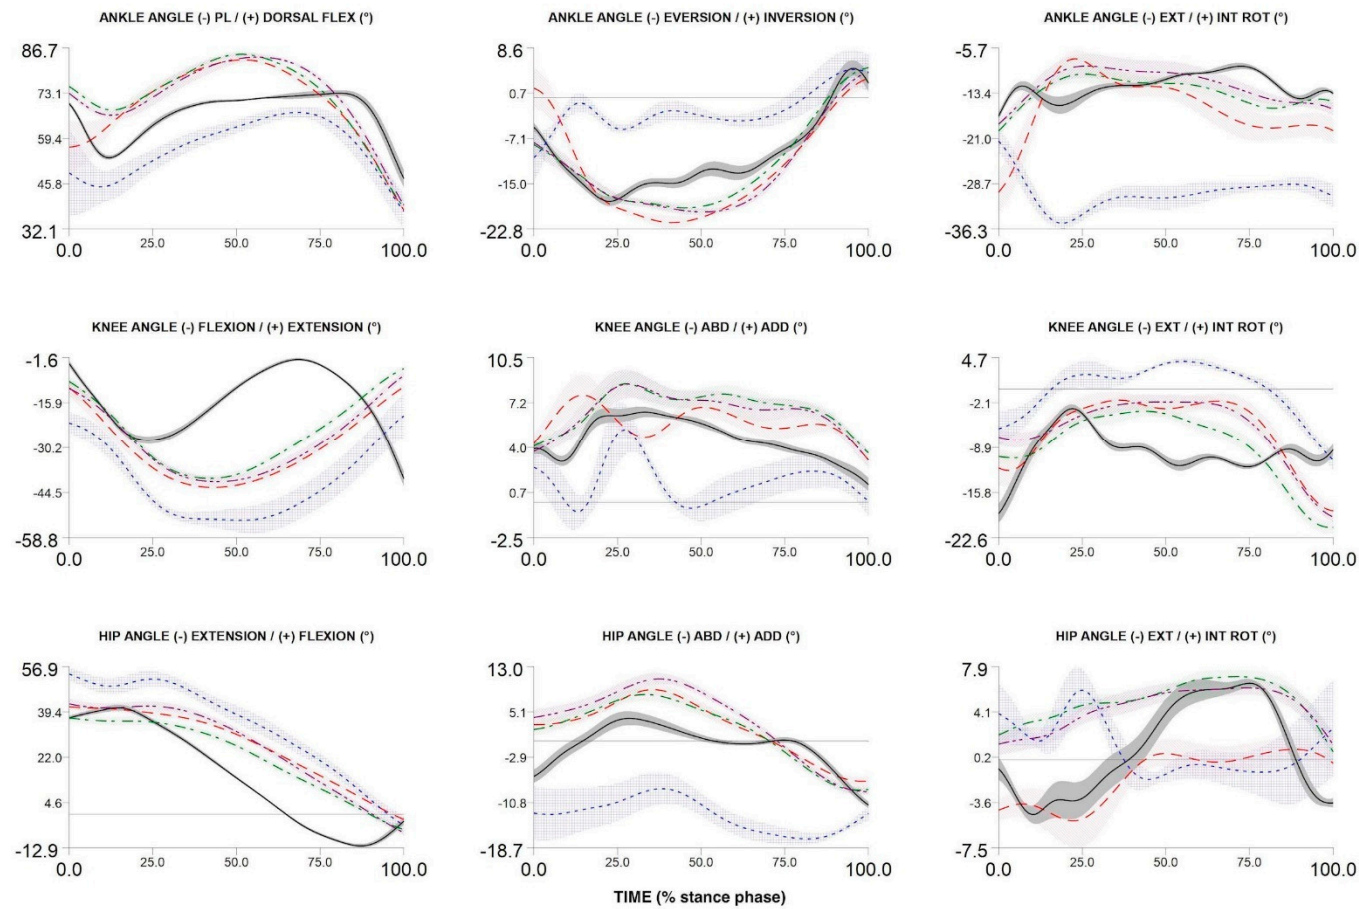 ANKLE ANGLE (-) PL / (+) DORSAL FLEX (°)
86.7
73.1
59.4
45.8
32.1
0.0 25.0 50.0 75.0 100.0
ANKLE ANGLE (-) EVERSION / (+) INVERSION (°)
8.6
0.7
-7.1
-15.0
-22.8
0.0 25.0 50.0 75.0 100.0
ANKLE ANGLE (-) EXT / (+) INT ROT (°)
-5.7
-13.4
-21.0
-28.7
-36.3
0.0 25.0 50.0 75.0 100.0
KNEE ANGLE (-) FLEXION / (+) EXTENSION (°)
-1.6
-15.9
-30.2
-44.5
-58.8
0.0 25.0 50.0 75.0 100.0
KNEE ANGLE (-) ABD / (+) ADD (°)
10.5
7.2
4.0
0.7
-2.5
0.0 25.0 50.0 75.0 100.0
KNEE ANGLE (-) EXT / (+) INT ROT (°)
4.7
-2.1
-8.9
-15.8
-22.6
0.0 25.0 50.0 75.0 100.0
HIP ANGLE (-) EXTENSION / (+) FLEXION (°)
56.9
39.4
22.0
4.6
-12.9
0.0 25.0 50.0 75.0 100.0
HIP ANGLE (-) ABD / (+) ADD (°)
13.0
5.1
-2.9
-10.8
-18.7
0.0 25.0 50.0 75.0 100.0
HIP ANGLE (-) EXT / (+) INT ROT (°)
7.9
4.1
0.2
-3.6
-7.5
0.0 25.0 50.0 75.0 100.0
TIME (% stance phase)